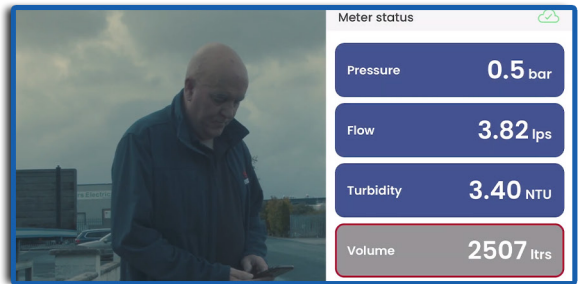 Meter status
Pressure 0.5 bar
Flow 3.82 lps
Turbidity 3.40 NTU
Volume 2507 ltrs